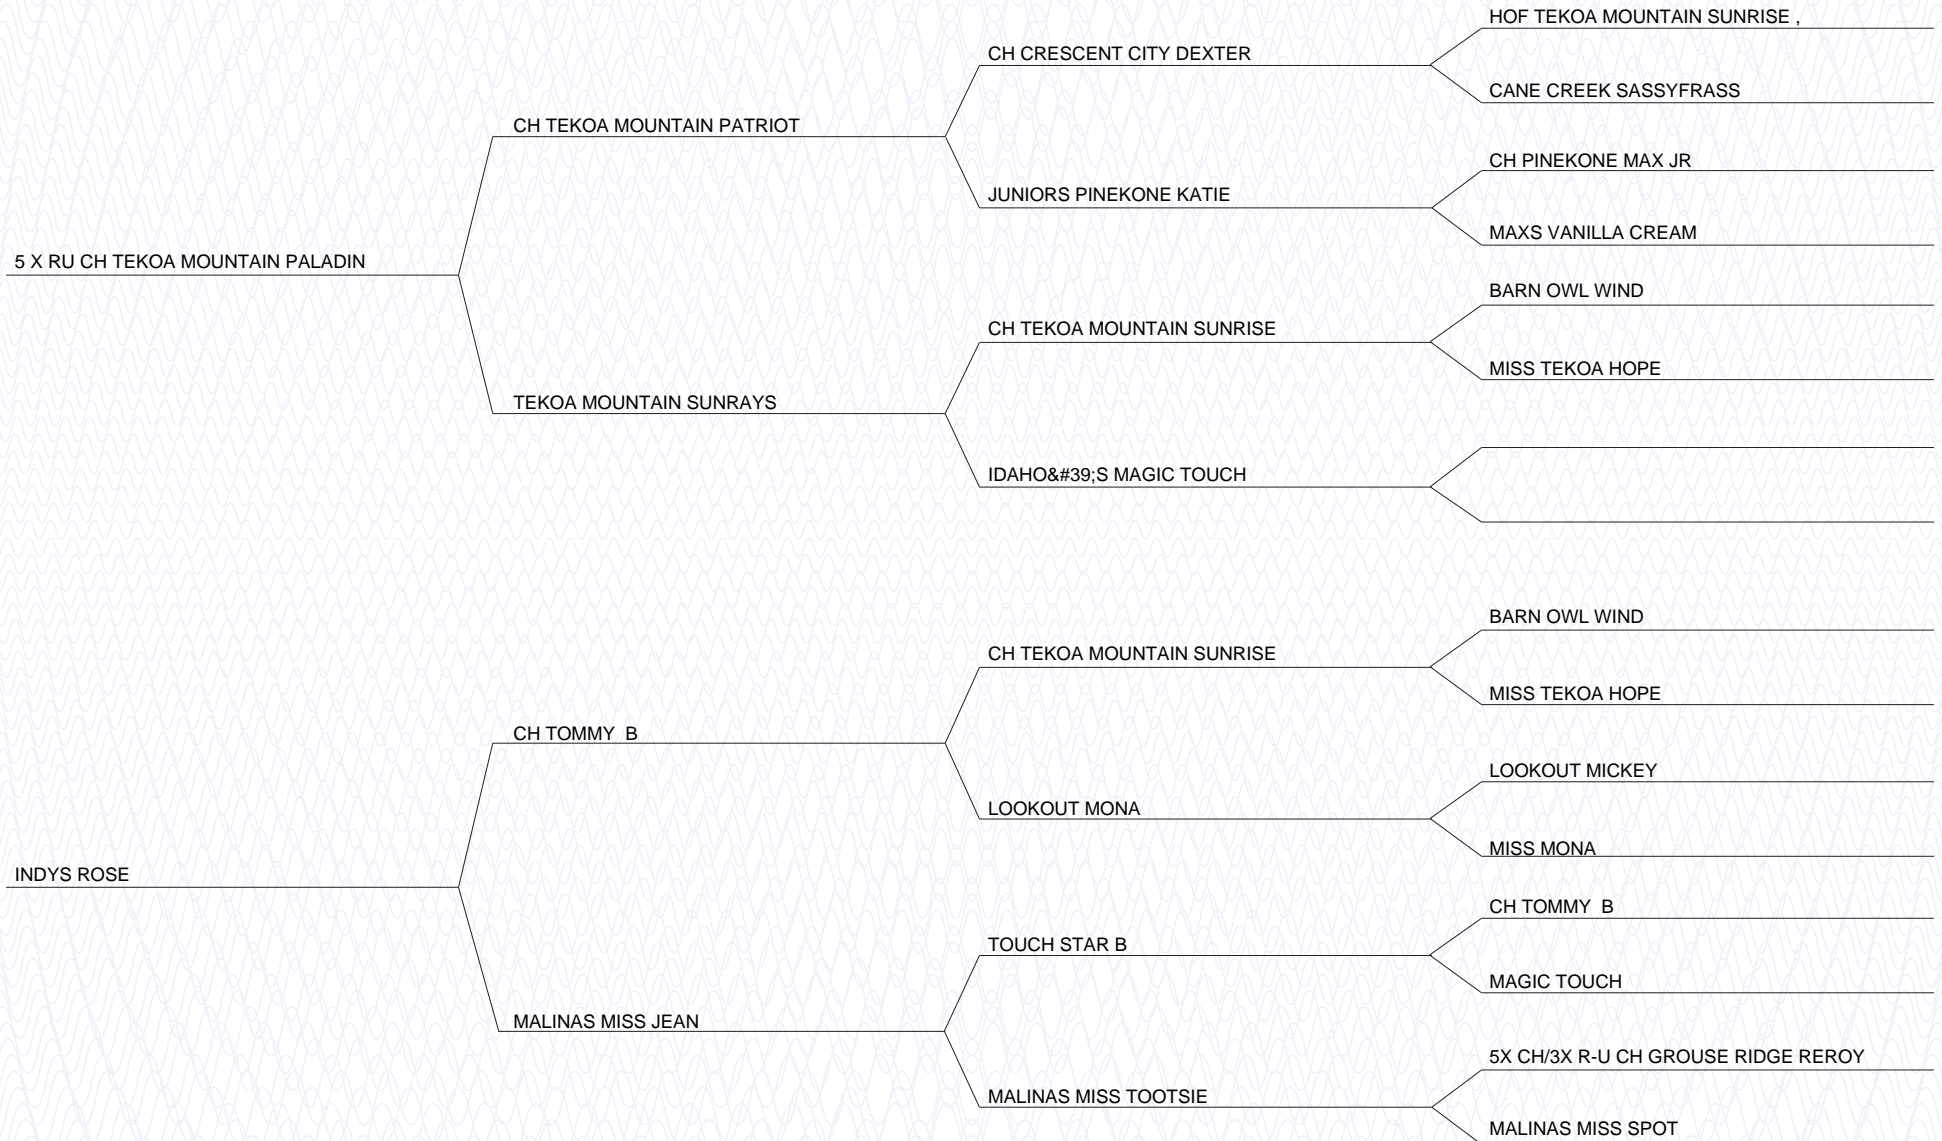 HOF TEKOA MOUNTAIN SUNRISE ,
CH CRESCENT CITY DEXTER
CANE CREEK SASSYFRASS
CH TEKOA MOUNTAIN PATRIOT
CH PINEKONE MAX JR
JUNIORS PINEKONE KATIE
MAXS VANILLA CREAM
5 X RU CH TEKOA MOUNTAIN PALADIN
BARN OWL WIND
CH TEKOA MOUNTAIN SUNRISE
MISS TEKOA HOPE
TEKOA MOUNTAIN SUNRAYS
IDAHO&#39;S MAGIC TOUCH
BARN OWL WIND
CH TEKOA MOUNTAIN SUNRISE
MISS TEKOA HOPE
CH TOMMY  B
LOOKOUT MICKEY
LOOKOUT MONA
MISS MONA
INDYS ROSE
CH TOMMY  B
TOUCH STAR B
MAGIC TOUCH
MALINAS MISS JEAN
5X CH/3X R-U CH GROUSE RIDGE REROY
MALINAS MISS TOOTSIE
MALINAS MISS SPOT